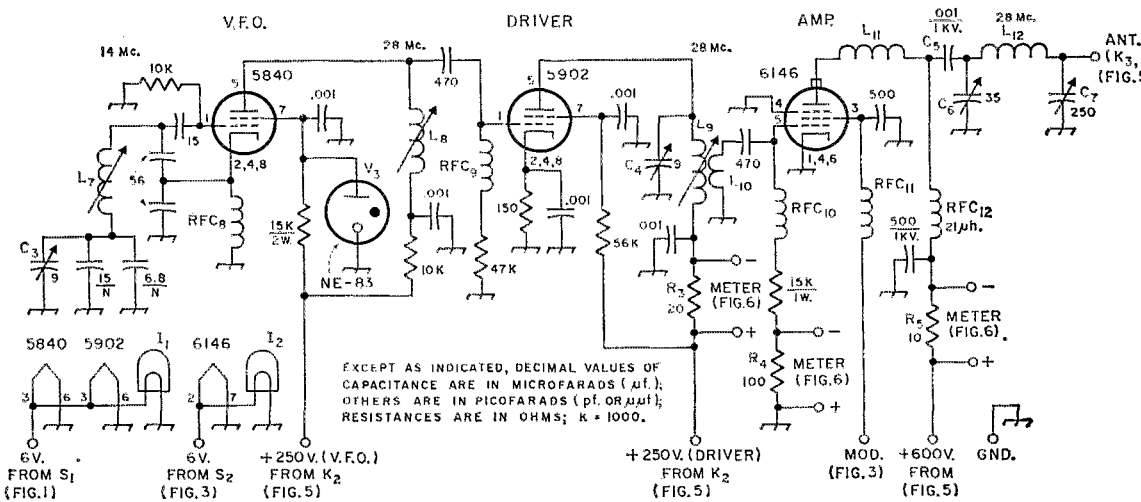 V.F.O.
DRIVER
AMP.
14 Mc.
10K
5
5840
1
7
15
.001
2,4,8
56
L7
RFC8
C3
9
15
N
6.8
N
15K
2W.
V3
NE-83
28 Mc.
470
L8
.001
10K
RFC9
47K
5
5902
1
7
.001
2,4,8
150
.001
56K
28 Mc.
C4
9
L9
L10
470
.001
R3
20
METER
(FIG.6)
6146
4
5
3
500
1,4,6
RFC10
RFC11
15K
1W.
R4
100
METER
(FIG.6)
L11
.001
1KV.
C5
28 Mc.
L12
ANT.
(K3,
(FIG.5
C6
35
C7
250
RFC12
21μh.
500
1KV.
R5
10
METER
(FIG.6).
5840
5902
I1
6146
I2
3
6
3
6
2
7
EXCEPT AS INDICATED, DECIMAL VALUES OF
CAPACITANCE ARE IN MICROFARADS (μf.);
OTHERS ARE IN PICOFARADS (pf. OR μμf.);
RESISTANCES ARE IN OHMS; K = 1000.
6V.
FROM S1
(FIG.1)
6V.
FROM S2
(FIG.3)
+250V. (V.F.O.)
FROM K2
(FIG.5)
+250V. (DRIVER)
FROM K2
(FIG.5)
MOD.
(FIG.3)
+600V.
FROM
(FIG.5)
GND.